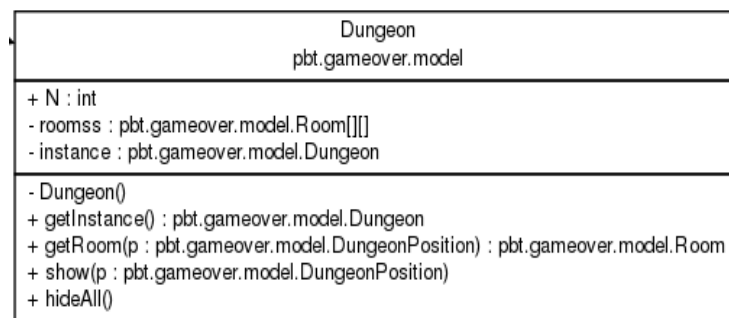 Dungeon
pbt.gameover.model
+ N : int
- roomss : pbt.gameover.model.Room[][]
- instance : pbt.gameover.model.Dungeon
- Dungeon()
+ getInstance() : pbt.gameover.model.Dungeon
+ getRoom(p : pbt.gameover.model.DungeonPosition) : pbt.gameover.model.Room
+ show(p : pbt.gameover.model.DungeonPosition)
+ hideAll()